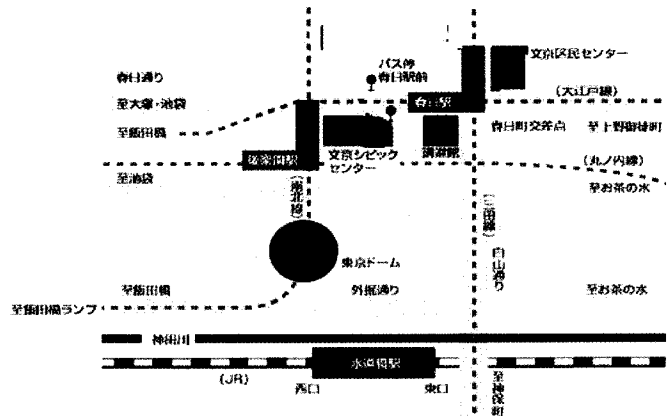 文京区民センター
バス停
春日駅前
春日通り
(大江戸線)
至大塚・池袋
春日駅
至飯田橋
春日町交差点
至上野御徒町
文京シビック
センター
講道館
後楽園駅
(丸ノ内線)
至池袋
(南北線)
至お茶の水
(三田線)
白山通り
東京ドーム
至飯田橋
外堀通り
至お茶の水
至飯田橋ランプ
神田川
水道橋駅
(JR)
西口
東口
至神保町